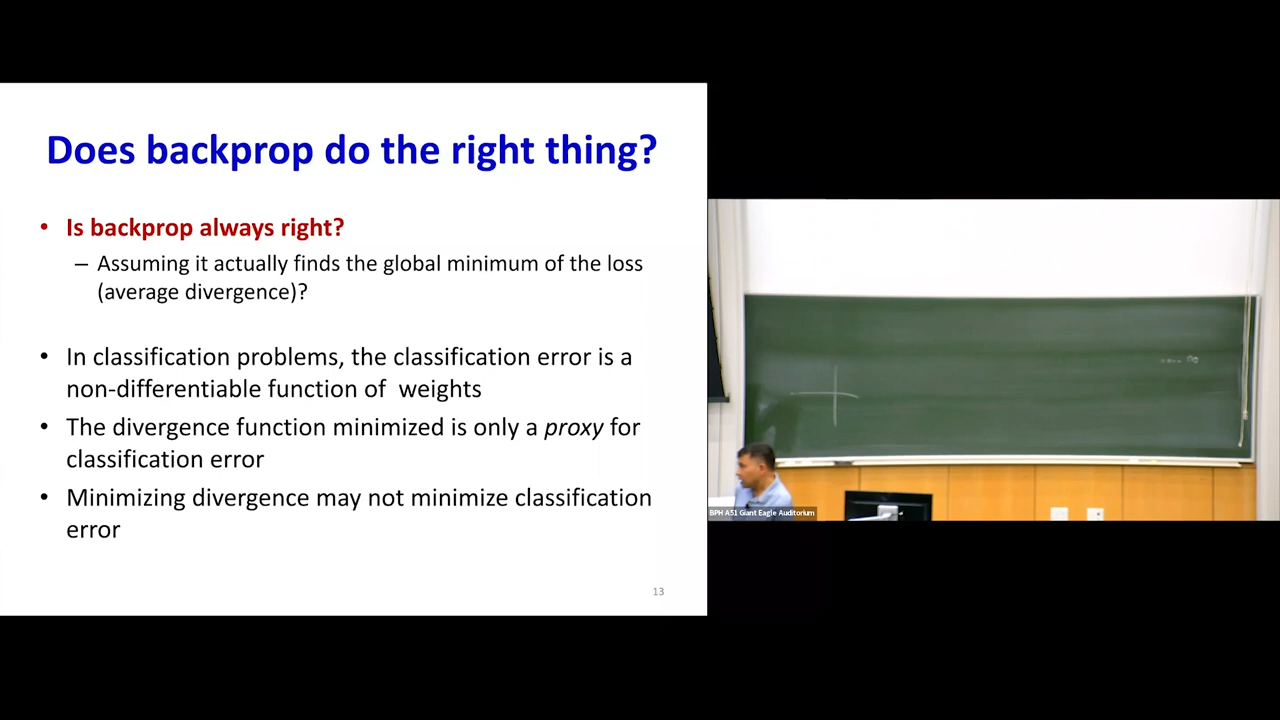 Does backprop do the right thing?
• Is backprop always right?
– Assuming it actually finds the global minimum of the loss
(average divergence)?
• In classification problems, the classification error is a
non-differentiable function of weights
• The divergence function minimized is only a proxy for
classification error
• Minimizing divergence may not minimize classification
error
13
BPH A51 Giant Eagle Auditorium